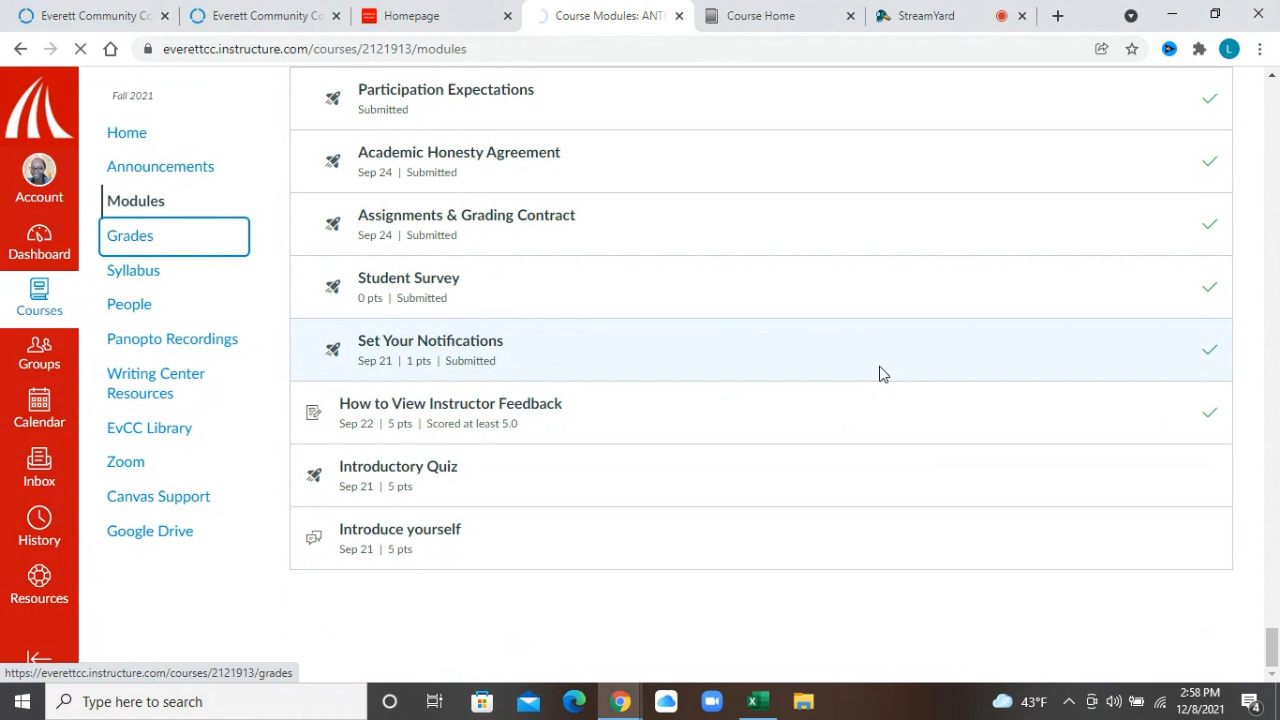 Everett Community Co
Everett Community Co
Homepage
Course Modules: ANT
Course Home
StreamYard
everettcc.instructure.com/courses/2121913/modules
L
Account
Dashboard
Courses
Groups
Calendar
Inbox
History
Resources
Fall 2021
Home
Announcements
Modules
Grades
Syllabus
People
Panopto Recordings
Writing Center
Resources
EvCC Library
Zoom
Canvas Support
Google Drive
Participation Expectations
Submitted
Academic Honesty Agreement
Sep 24 | Submitted
Assignments & Grading Contract
Sep 24 | Submitted
Student Survey
0 pts | Submitted
Set Your Notifications
Sep 21 | 1 pts | Submitted
How to View Instructor Feedback
Sep 22 | 5 pts | Scored at least 5.0
Introductory Quiz
Sep 21 | 5 pts
Introduce yourself
Sep 21 | 5 pts
https://everettcc.instructure.com/courses/2121913/grades
Type here to search
43°F
2:58 PM
12/8/2021
4